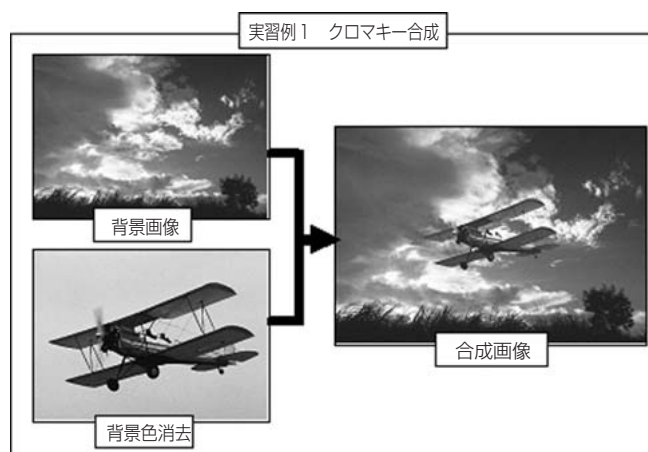 実習例１　クロマキー合成
背景画像
背景色消去
合成画像